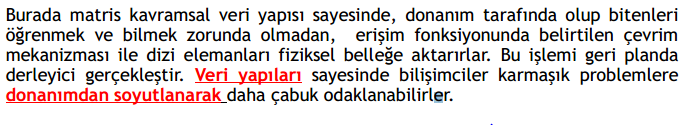 Burada matris kavramsal veri yapısı sayesinde, donanım tarafında olup bitenleri
öğrenmek ve bilmek zorunda olmadan, erişim fonksiyonunda belirtilen çevrim
mekanizması ile dizi elemanları fiziksel belleğe aktarırlar. Bu işlemi geri planda
derleyici gerçekleştir. Veri yapıları sayesinde bilişimciler karmaşık problemlere
donanımdan soyutlanarak daha çabuk odaklanabilirler.